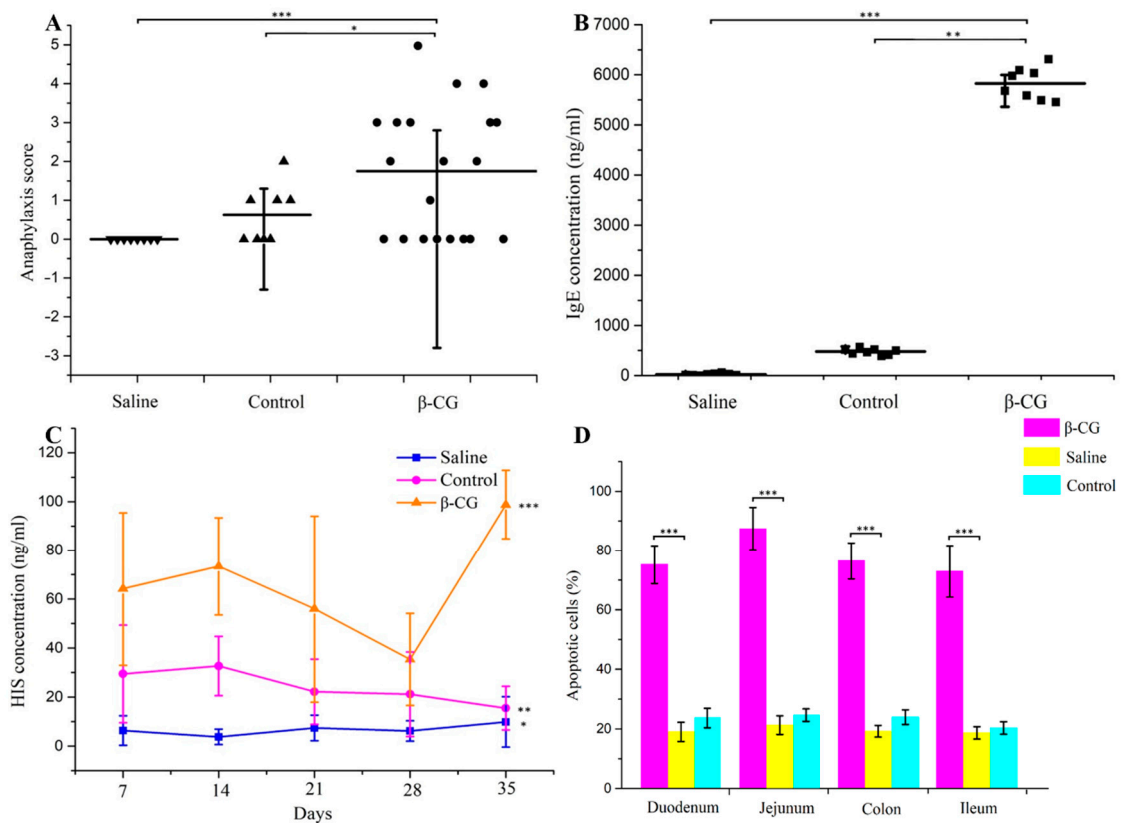 A
***
*
Anaphylaxis score
5
4
3
2
1
0
-1
-2
-3
Saline
Control
β-CG
B
***
**
IgE concentration (ng/ml)
7000
6000
5000
4000
3000
2000
1000
0
Saline
Control
β-CG
C
HIS concentration (ng/ml)
120
100
80
60
40
20
0
Saline
Control
β-CG
***
**
*
7
14
21
28
35
Days
D
β-CG
Saline
Control
Apoptotic cells (%)
100
80
60
40
20
0
***
***
***
***
Duodenum
Jejunum
Colon
Ileum